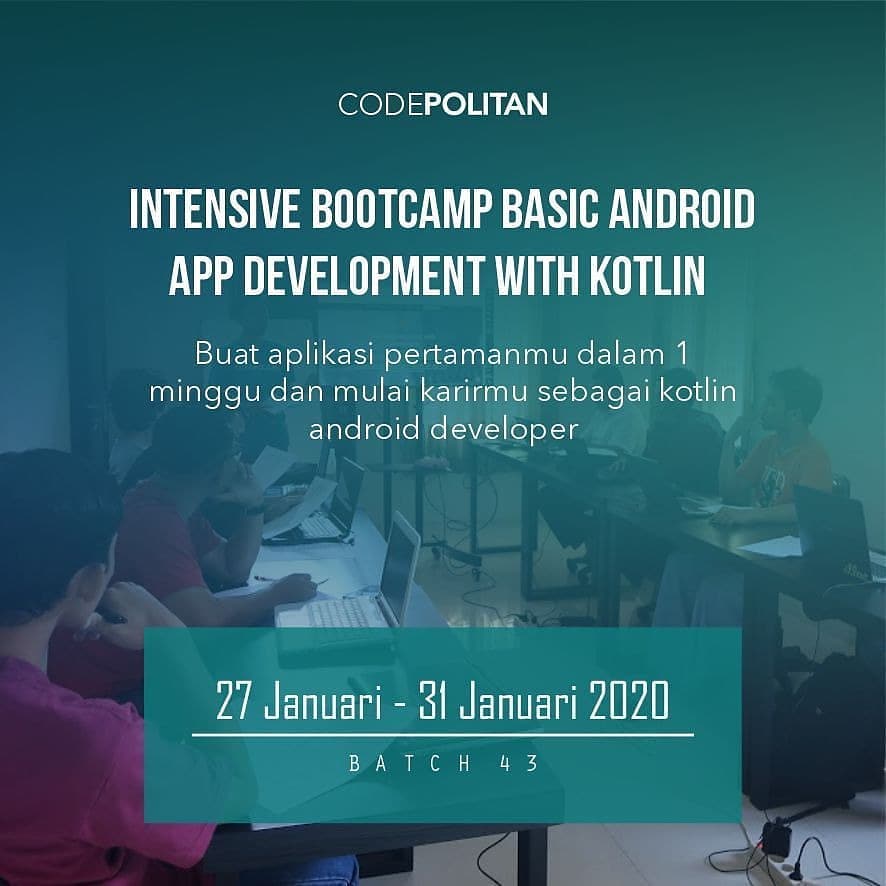 CODEPOLITAN
INTENSIVE BOOTCAMP BASIC ANDROID
APP DEVELOPMENT WITH KOTLIN
Buat aplikasi pertamanmu dalam 1
minggu dan mulai karirmu sebagai kotlin
android developer
27 Januari - 31 Januari 2020
BATCH 43